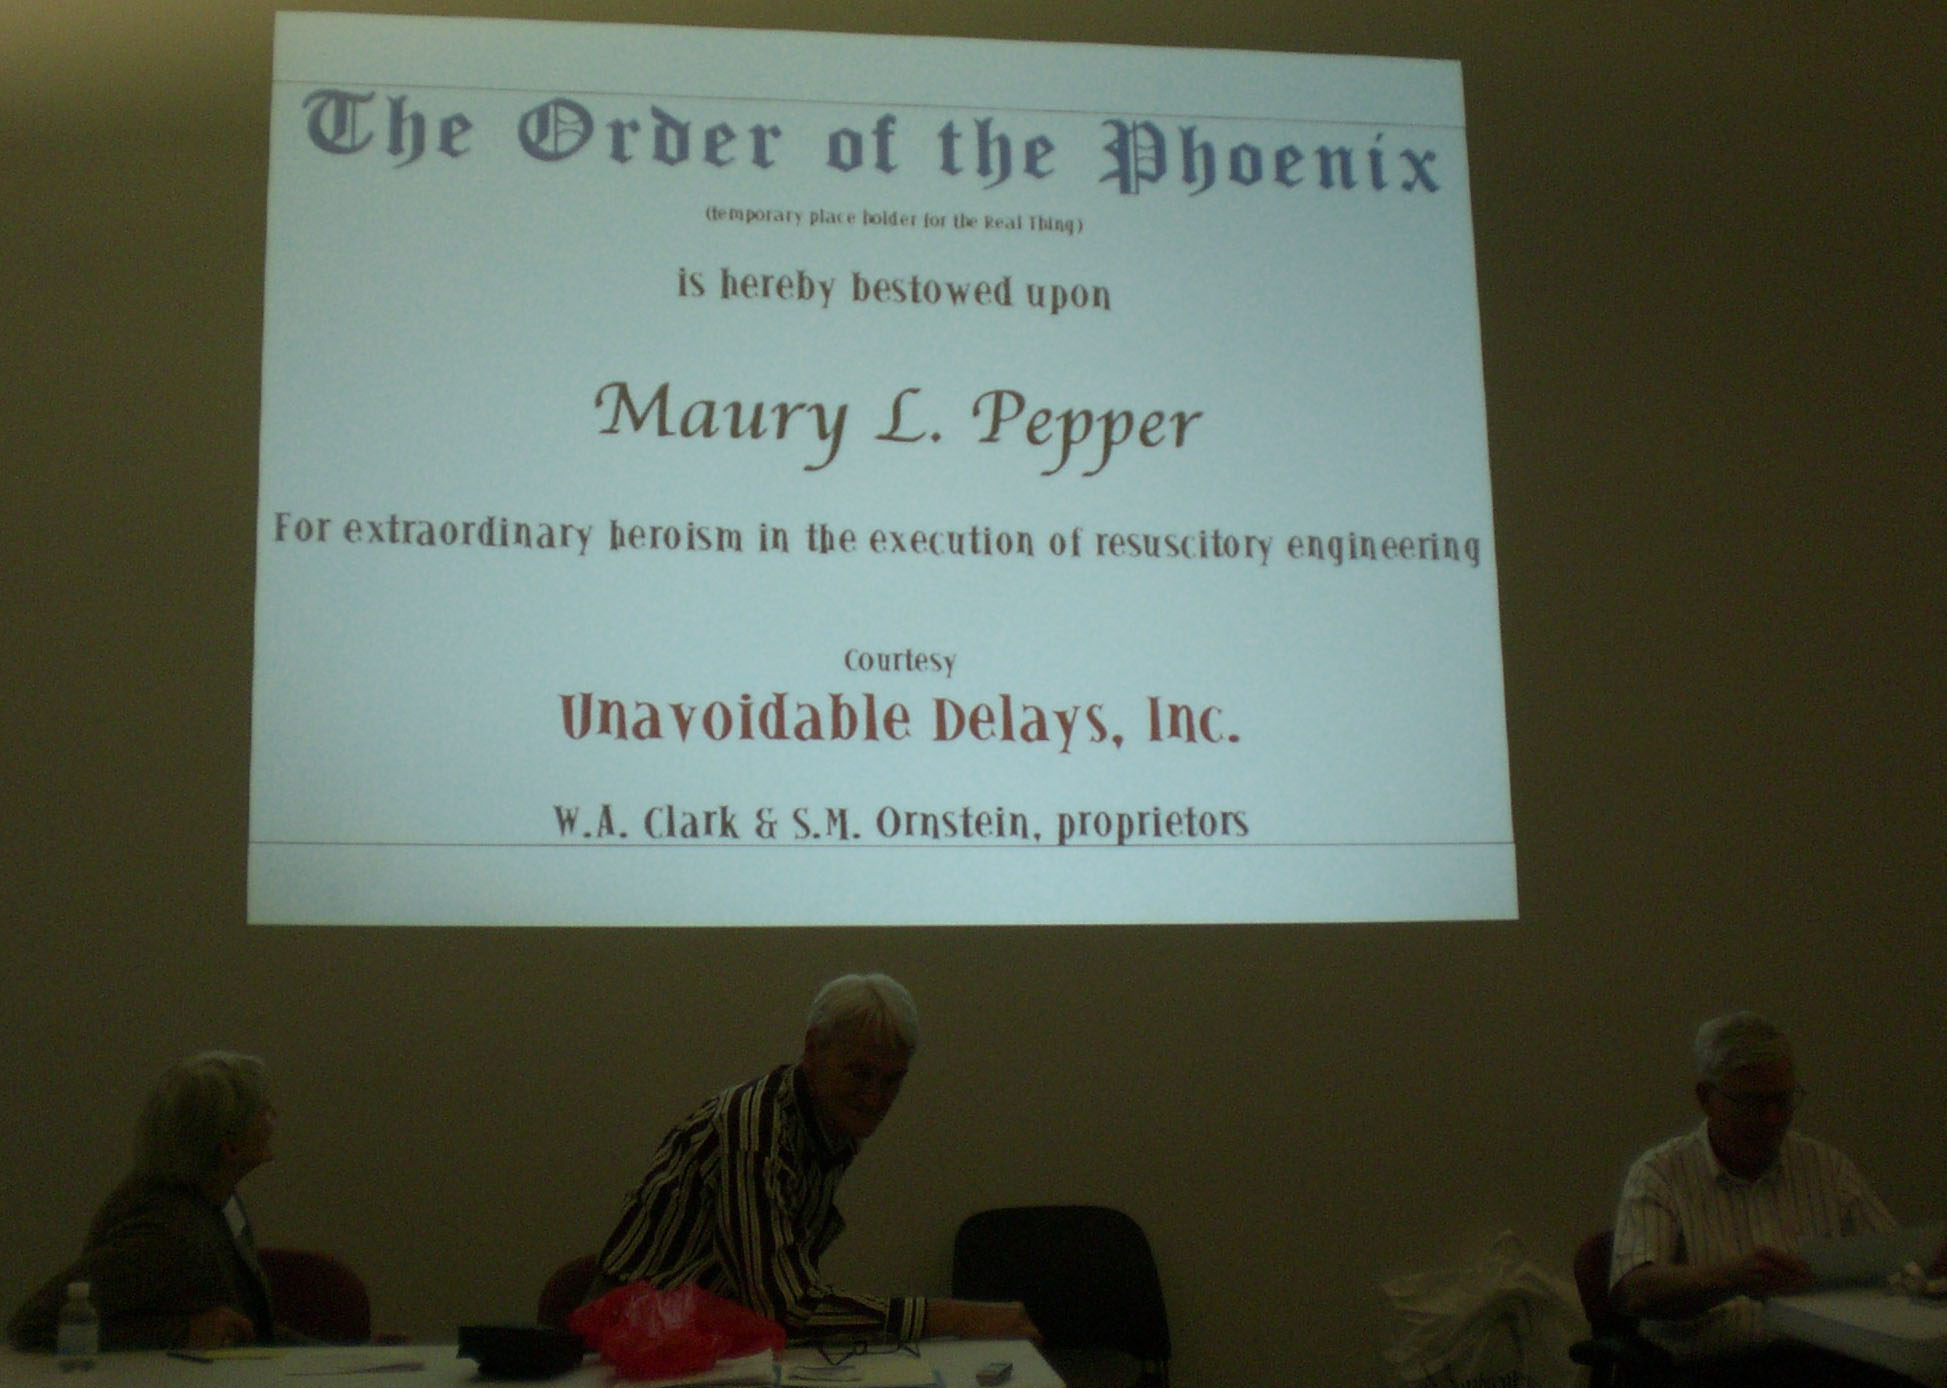 The Order of the Phoenix
(temporary place holder for the Real Thing)
is hereby bestowed upon
Maury L. Pepper
For extraordinary heroism in the execution of resuscitory engineering
Courtesy
Unavoidable Delays, Inc.
W.A. Clark & S.M. Ornstein, proprietors